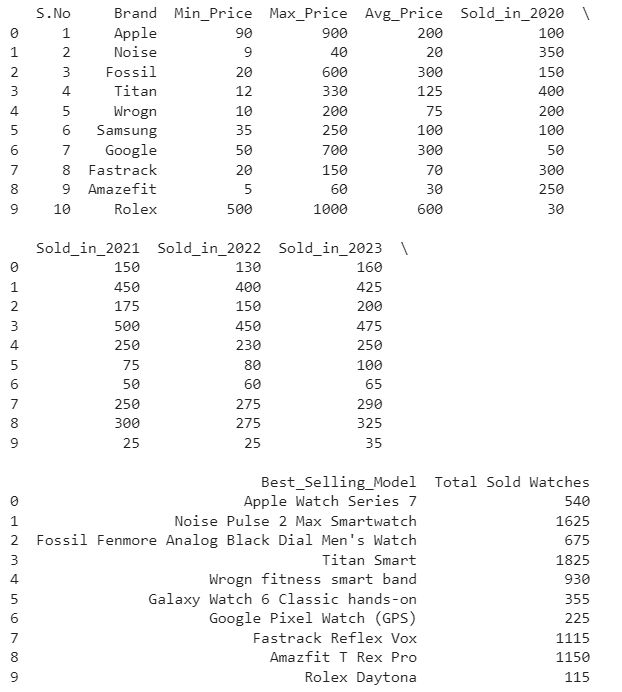 S.No Brand Min_Price Max_Price Avg_Price Sold_in_2020 \
0 1 Apple 90 900 200 100
1 2 Noise 9 40 20 350
2 3 Fossil 20 600 300 150
3 4 Titan 12 330 125 400
4 5 Wrogn 10 200 75 200
5 6 Samsung 35 250 100 100
6 7 Google 50 700 300 50
7 8 Fastrack 20 150 70 300
8 9 Amazefit 5 60 30 250
9 10 Rolex 500 1000 600 30
Sold_in_2021 Sold_in_2022 Sold_in_2023 \
0 150 130 160
1 450 400 425
2 175 150 200
3 500 450 475
4 250 230 250
5 75 80 100
6 50 60 65
7 250 275 290
8 300 275 325
9 25 25 35
Best_Selling_Model Total Sold Watches
0 Apple Watch Series 7 540
1 Noise Pulse 2 Max Smartwatch 1625
2 Fossil Fenmore Analog Black Dial Men's Watch 675
3 Titan Smart 1825
4 Wrogn fitness smart band 930
5 Galaxy Watch 6 Classic hands-on 355
6 Google Pixel Watch (GPS) 225
7 Fastrack Reflex Vox 1115
8 Amazfit T Rex Pro 1150
9 Rolex Daytona 115